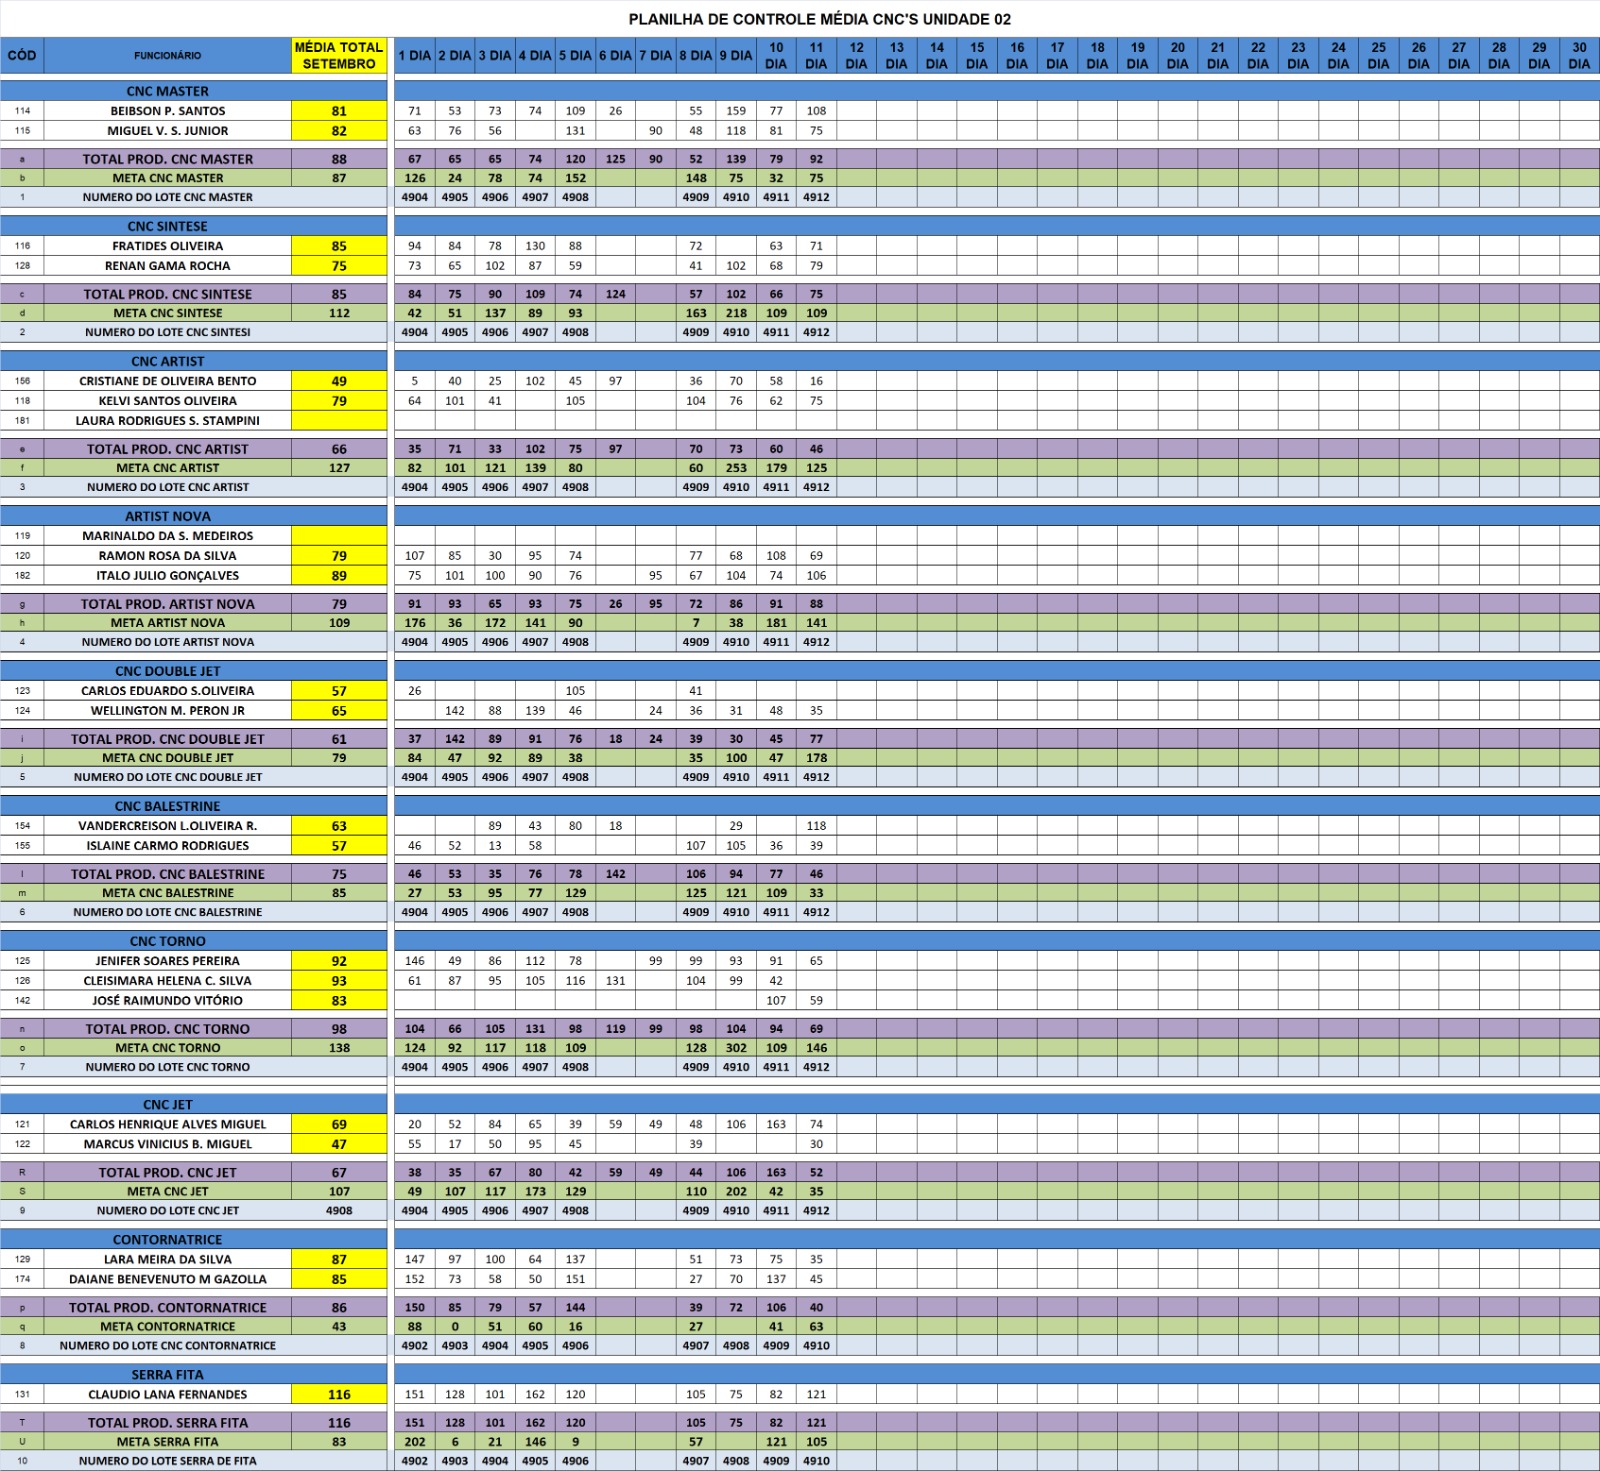 PLANILHA DE CONTROLE MÉDIA CNC'S UNIDADE 02
CÓD FUNCIONÁRIO MÉDIA TOTAL SETEMBRO 1 DIA 2 DIA 3 DIA 4 DIA 5 DIA 6 DIA 7 DIA 8 DIA 9 DIA 10 DIA 11 DIA 12 DIA 13 DIA 14 DIA 15 DIA 16 DIA 17 DIA 18 DIA 19 DIA 20 DIA 21 DIA 22 DIA 23 DIA 24 DIA 25 DIA 26 DIA 27 DIA 28 DIA 29 DIA 30 DIA
CNC MASTER
114 BEIBSON P. SANTOS 81 71 53 73 74 109 26 55 159 77 108
115 MIGUEL V. S. JUNIOR 82 63 76 56 131 90 48 118 81 75
a TOTAL PROD. CNC MASTER 88 67 65 65 74 120 125 90 52 139 79 92
b META CNC MASTER 87 126 24 78 74 152 148 75 32 75
1 NUMERO DO LOTE CNC MASTER 4904 4905 4906 4907 4908 4909 4910 4911 4912
CNC SINTESE
116 FRATIDES OLIVEIRA 85 94 84 78 130 88 72 63 71
128 RENAN GAMA ROCHA 75 73 65 102 87 59 41 102 68 79
c TOTAL PROD. CNC SINTESE 85 84 75 90 109 74 124 57 102 66 75
d META CNC SINTESE 112 42 51 137 89 93 163 218 109 109
2 NUMERO DO LOTE CNC SINTESI 4904 4905 4906 4907 4908 4909 4910 4911 4912
CNC ARTIST
156 CRISTIANE DE OLIVEIRA BENTO 49 5 40 25 102 45 97 36 70 58 16
118 KELVI SANTOS OLIVEIRA 79 64 101 41 105 104 76 62 75
181 LAURA RODRIGUES S. STAMPINI
e TOTAL PROD. CNC ARTIST 66 35 71 33 102 75 97 70 73 60 46
f META CNC ARTIST 127 82 101 121 139 80 60 253 179 125
3 NUMERO DO LOTE CNC ARTIST 4904 4905 4906 4907 4908 4909 4910 4911 4912
ARTIST NOVA
119 MARINALDO DA S. MEDEIROS
120 RAMON ROSA DA SILVA 79 107 85 30 95 74 77 68 108 69
182 ITALO JULIO GONÇALVES 89 75 101 100 90 76 95 67 104 74 106
g TOTAL PROD. ARTIST NOVA 79 91 93 65 93 75 26 95 72 86 91 88
h META ARTIST NOVA 109 176 36 172 141 90 7 38 181 141
4 NUMERO DO LOTE ARTIST NOVA 4904 4905 4906 4907 4908 4909 4910 4911 4912
CNC DOUBLE JET
123 CARLOS EDUARDO S.OLIVEIRA 57 26 105 41
124 WELLINGTON M. PERON JR 65 142 88 139 46 24 36 31 48 35
i TOTAL PROD. CNC DOUBLE JET 61 37 142 89 91 76 18 24 39 30 45 77
j META CNC DOUBLE JET 79 84 47 92 89 38 35 100 47 178
5 NUMERO DO LOTE CNC DOUBLE JET 4904 4905 4906 4907 4908 4909 4910 4911 4912
CNC BALESTRINE
154 VANDERCREISON L.OLIVEIRA R. 63 89 43 80 18 29 118
155 ISLAINE CARMO RODRIGUES 57 46 52 13 58 107 105 36 39
l TOTAL PROD. CNC BALESTRINE 75 46 53 35 76 78 142 106 94 77 46
m META CNC BALESTRINE 85 27 53 95 77 129 125 121 109 33
6 NUMERO DO LOTE CNC BALESTRINE 4904 4905 4906 4907 4908 4909 4910 4911 4912
CNC TORNO
125 JENIFER SOARES PEREIRA 92 146 49 86 112 78 99 99 93 91 65
126 CLEISIMARA HELENA C. SILVA 93 61 87 95 105 116 131 104 99 42
142 JOSÉ RAIMUNDO VITÓRIO 83 107 59
n TOTAL PROD. CNC TORNO 98 104 66 105 131 98 119 99 98 104 94 69
o META CNC TORNO 138 124 92 117 118 109 128 302 109 146
7 NUMERO DO LOTE CNC TORNO 4904 4905 4906 4907 4908 4909 4910 4911 4912
CNC JET
121 CARLOS HENRIQUE ALVES MIGUEL 69 20 52 84 65 39 59 49 48 106 163 74
122 MARCUS VINICIUS B. MIGUEL 47 55 17 50 95 45 39 30
R TOTAL PROD. CNC JET 67 38 35 67 80 42 59 49 44 106 163 52
S META CNC JET 107 49 107 117 173 129 110 202 42 35
9 NUMERO DO LOTE CNC JET 4908 4904 4905 4906 4907 4908 4909 4910 4911 4912
CONTORNATRICE
129 LARA MEIRA DA SILVA 87 147 97 100 64 137 51 73 75 35
174 DAIANE BENEVENUTO M GAZOLLA 85 152 73 58 50 151 27 70 137 45
p TOTAL PROD. CONTORNATRICE 86 150 85 79 57 144 39 72 106 40
q META CONTORNATRICE 43 88 0 51 60 16 27 41 63
8 NUMERO DO LOTE CNC CONTORNATRICE 4902 4903 4904 4905 4906 4907 4908 4909 4910
SERRA FITA
131 CLAUDIO LANA FERNANDES 116 151 128 101 162 120 105 75 82 121
T TOTAL PROD. SERRA FITA 116 151 128 101 162 120 105 75 82 121
U META SERRA FITA 83 202 6 21 146 9 57 121 105
10 NUMERO DO LOTE SERRA DE FITA 4902 4903 4904 4905 4906 4907 4908 4909 4910